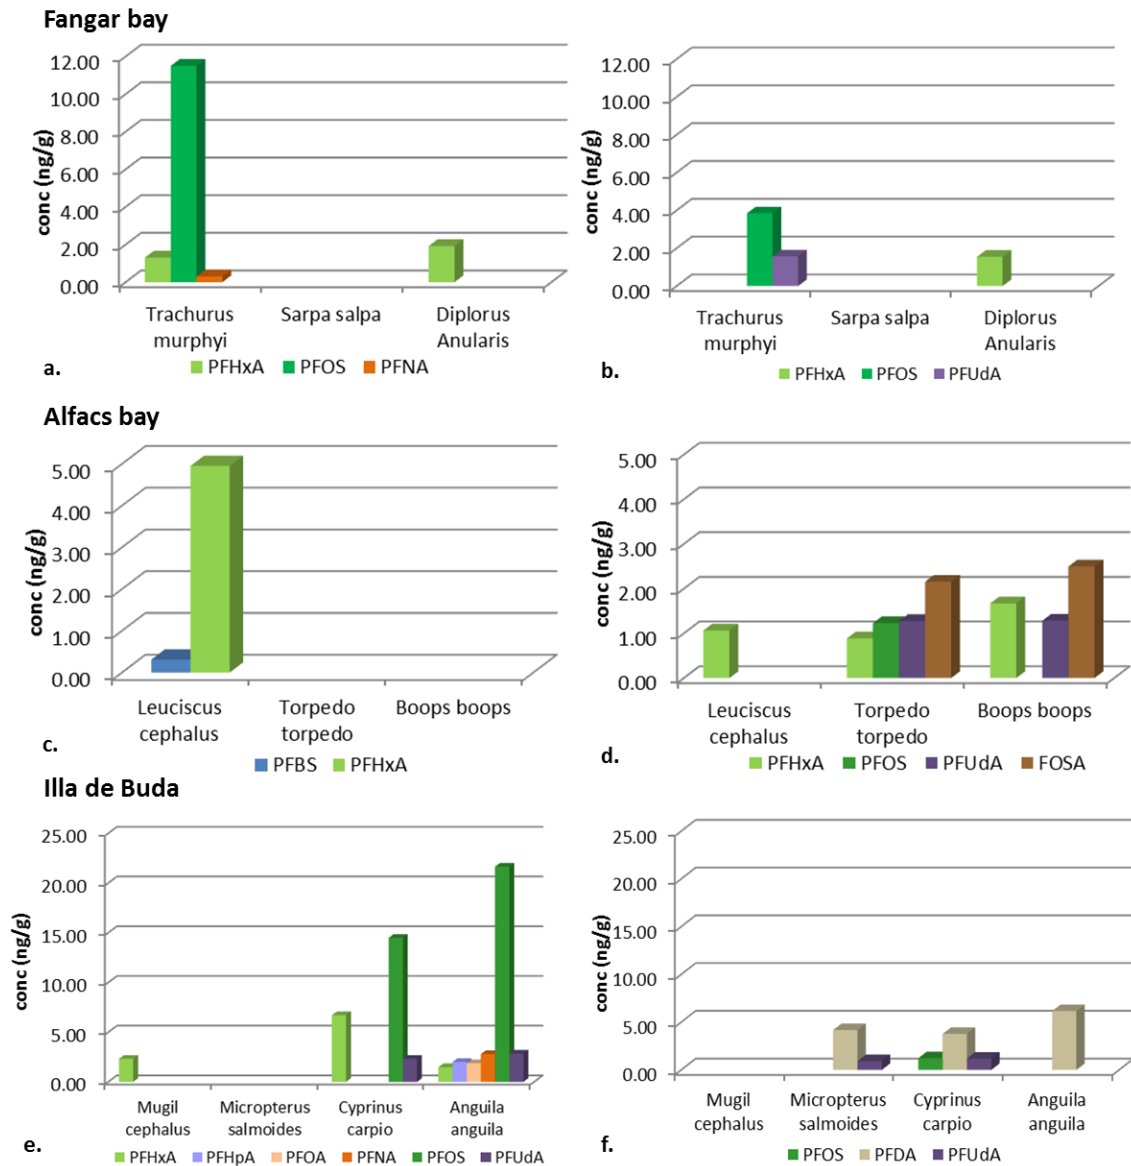 Fangar bay
conc (ng/g)
12.00
10.00
8.00
6.00
4.00
2.00
0.00
Trachurus
murphyi
Sarpa salpa
Diplorus
Anularis
PFHxA PFOS PFNA
a.
conc (ng/g)
12.00
10.00
8.00
6.00
4.00
2.00
0.00
Trachurus
murphyi
Sarpa salpa
Diplorus
Anularis
PFHxA PFOS PFUdA
b.
Alfacs bay
conc (ng/g)
5.00
4.00
3.00
2.00
1.00
0.00
Leuciscus
cephalus
Torpedo
torpedo
Boops boops
PFBS PFHxA
c.
conc (ng/g)
5.00
4.00
3.00
2.00
1.00
0.00
Leuciscus
cephalus
Torpedo
torpedo
Boops boops
PFHxA PFOS PFUdA FOSA
d.
Illa de Buda
conc (ng/g)
25.00
20.00
15.00
10.00
5.00
0.00
Mugil
cephalus
Micropterus
salmoides
Cyprinus
carpio
Anguila
anguila
PFHxA PFHpA PFOA PFNA PFOS PFUdA
e.
conc (ng/g)
25.00
20.00
15.00
10.00
5.00
0.00
Mugil
cephalus
Micropterus
salmoides
Cyprinus
carpio
Anguila
anguila
PFOS PFDA PFUdA
f.